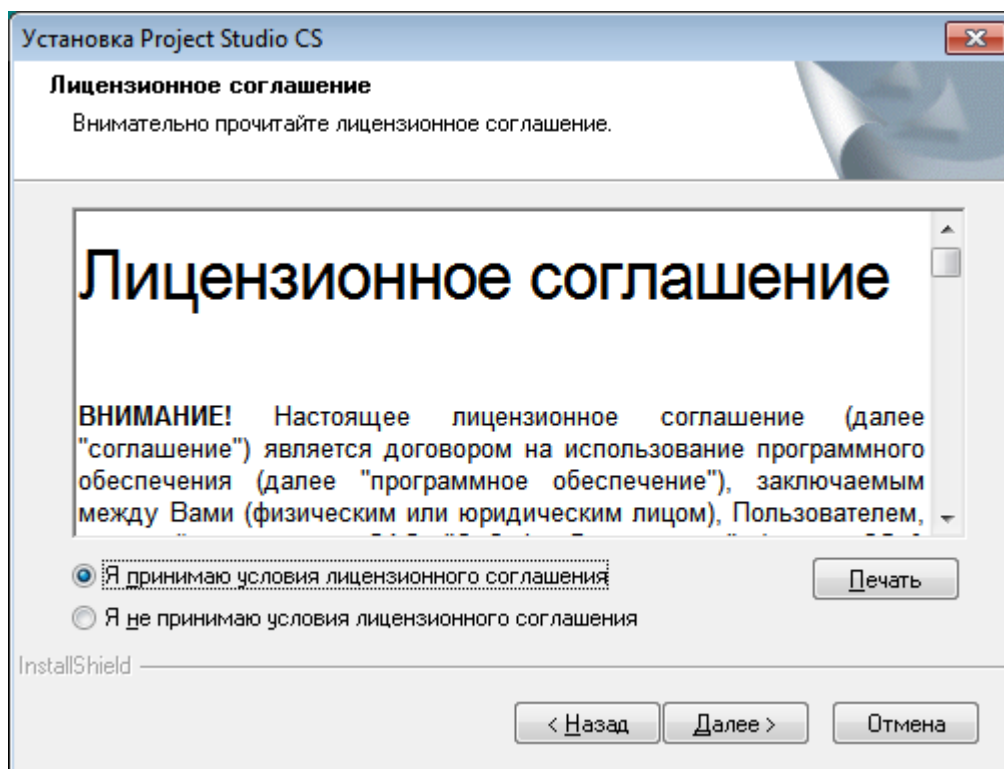 Установка Project Studio CS
Лицензионное соглашение
Внимательно прочитайте лицензионное соглашение.
Лицензионное соглашение
ВНИМАНИЕ! Настоящее лицензионное соглашение (далее
"соглашение") является договором на использование программного
обеспечения (далее "программное обеспечение"), заключаемым
между Вами (физическим или юридическим лицом), Пользователем,
Я принимаю условия лицензионного соглашения
Печать
Я не принимаю условия лицензионного соглашения
InstallShield
< Назад
Далее >
Отмена